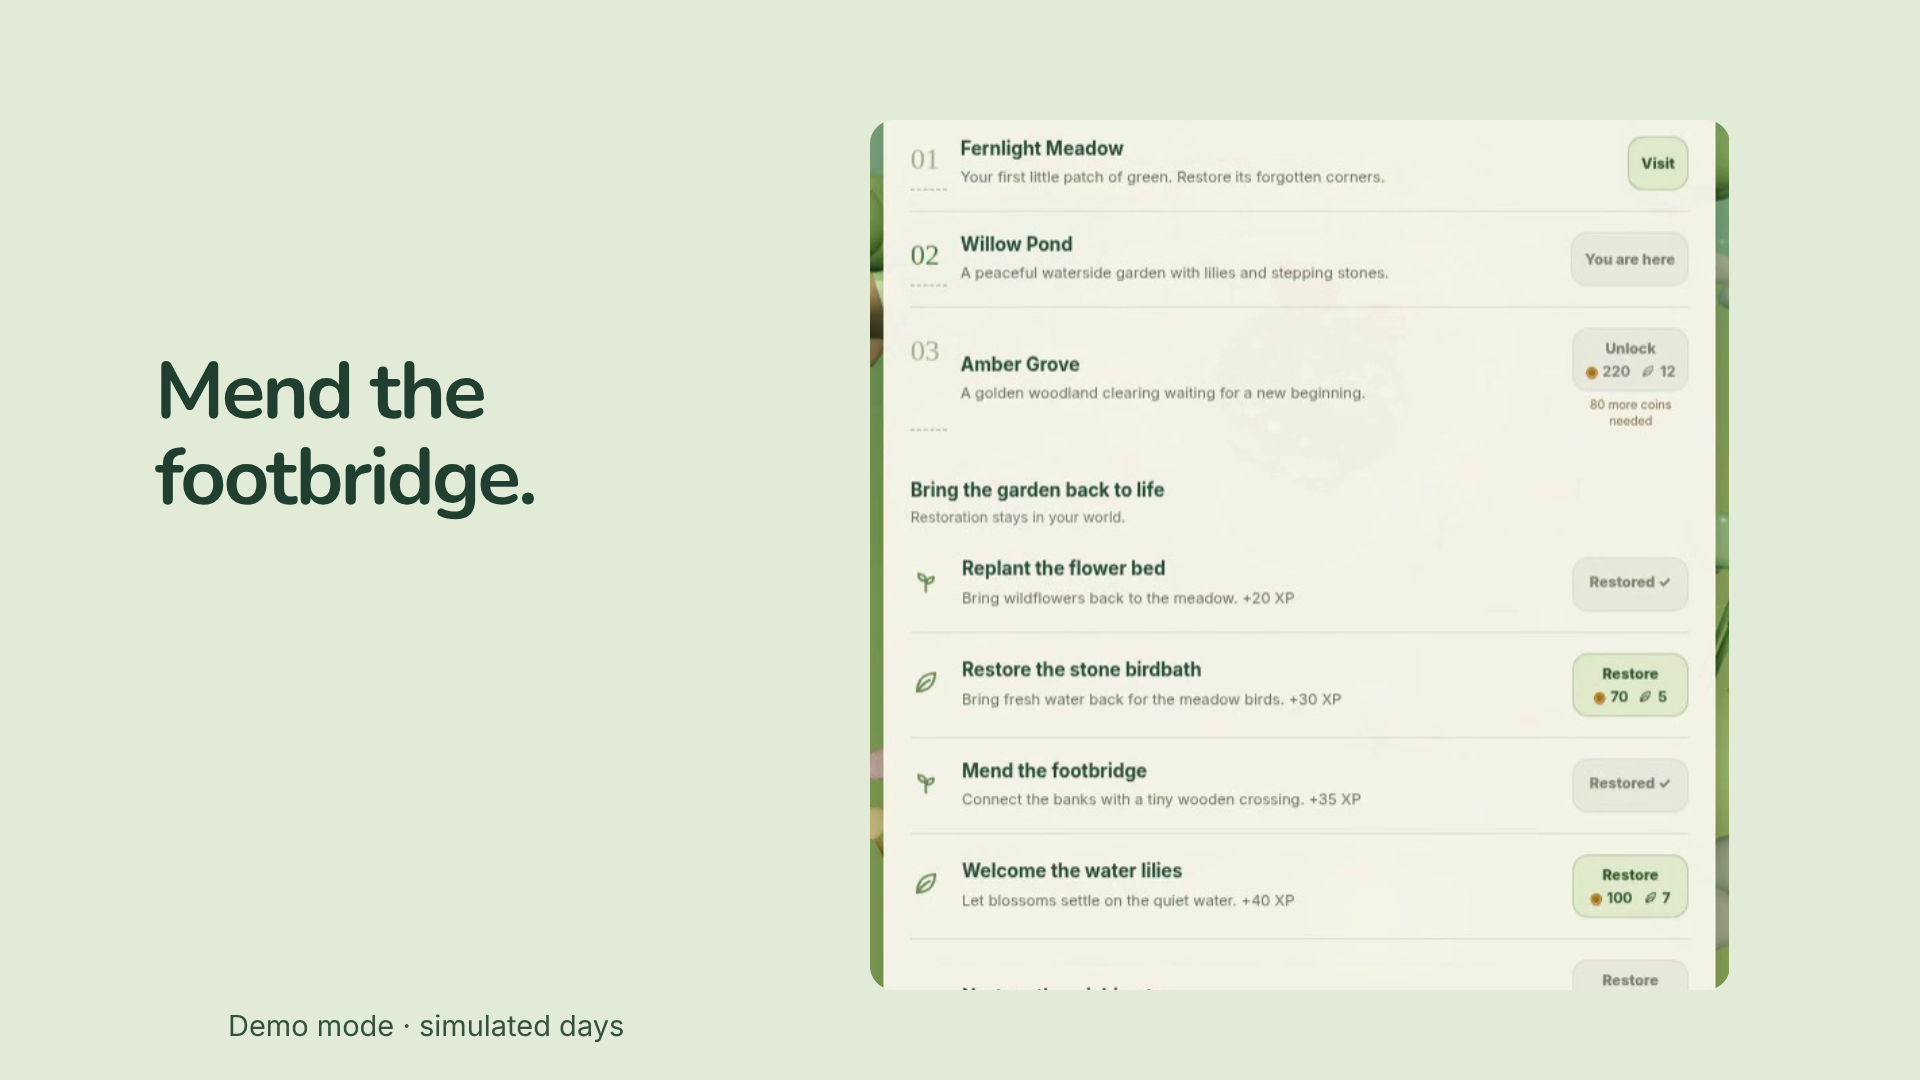 Mend the
footbridge.
Demo mode · simulated days
01
Fernlight Meadow
Your first little patch of green. Restore its forgotten corners.
Visit
02
Willow Pond
A peaceful waterside garden with lilies and stepping stones.
You are here
03
Amber Grove
A golden woodland clearing waiting for a new beginning.
Unlock
220 12
80 more coins
needed
Bring the garden back to life
Restoration stays in your world.
Replant the flower bed
Bring wildflowers back to the meadow. +20 XP
Restored ✓
Restore the stone birdbath
Bring fresh water back for the meadow birds. +30 XP
Restore
70 5
Mend the footbridge
Connect the banks with a tiny wooden crossing. +35 XP
Restored ✓
Welcome the water lilies
Let blossoms settle on the quiet water. +40 XP
Restore
100 7
Restore